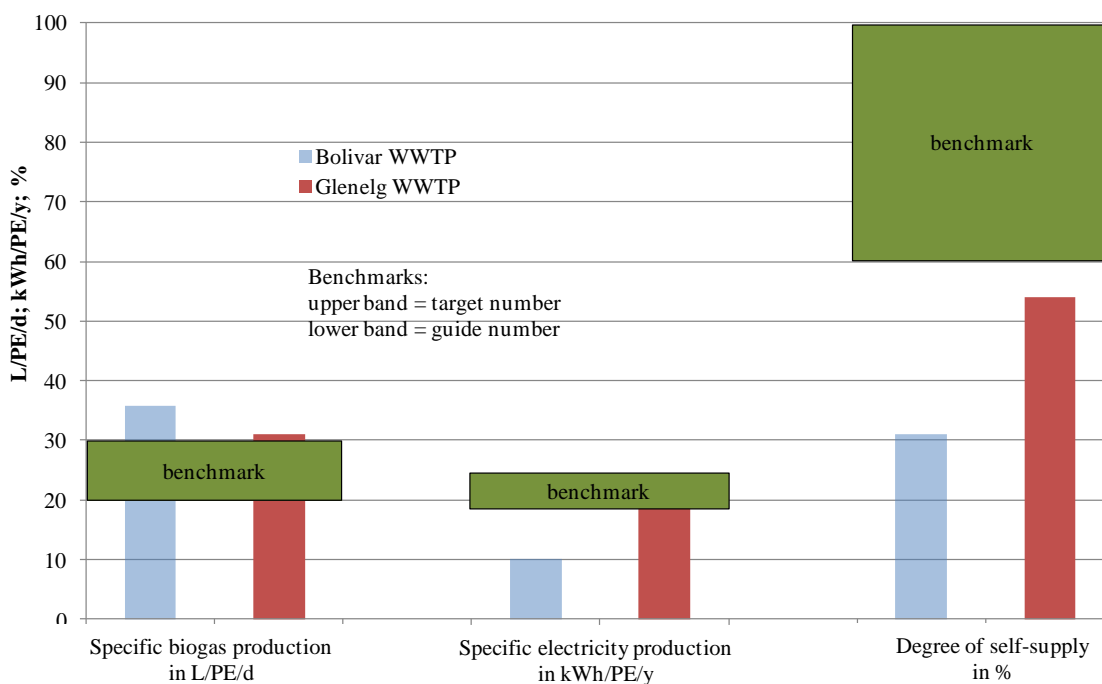 L/PE/d; kWh/PE/y; %
100
90
80
70
60
50
40
30
20
10
0
Bolivar WWTP
Glenelg WWTP
Benchmarks:
upper band = target number
lower band = guide number
benchmark
benchmark
benchmark
Specific biogas production
in L/PE/d
Specific electricity production
in kWh/PE/y
Degree of self-supply
in %